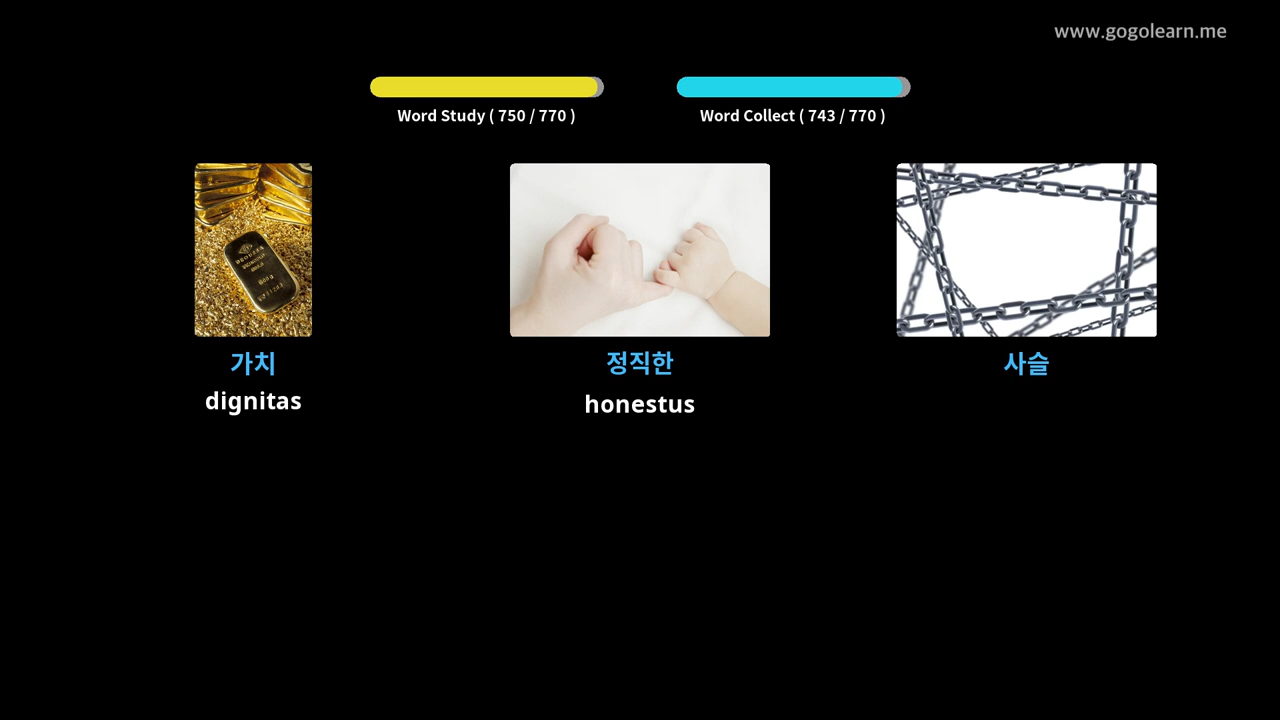 www.gogolearn.me
Word Study ( 750 / 770 )
Word Collect ( 743 / 770 )
가치
정직한
사슬
dignitas
honestus